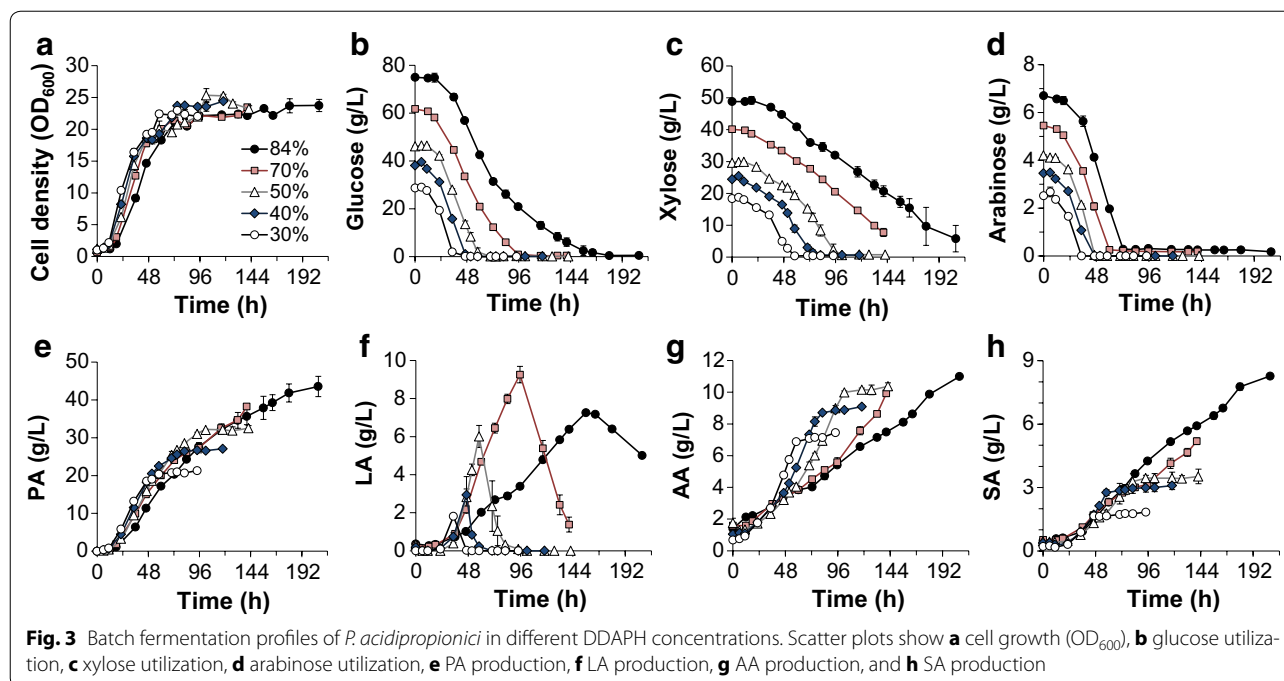 a
b
c
d
Cell density (OD600)
30
25
20
15
10
5
0
0 48 96 144 192
Time (h)
84%
70%
50%
40%
30%
Glucose (g/L)
80
60
40
20
0
0 48 96 144 192
Time (h)
Xylose (g/L)
60
50
40
30
20
10
0
0 48 96 144 192
Time (h)
Arabinose (g/L)
8
6
4
2
0
0 48 96 144 192
Time (h)
e
f
g
h
PA (g/L)
50
40
30
20
10
0
0 48 96 144 192
Time (h)
LA (g/L)
10
8
6
4
2
0
0 48 96 144 192
Time (h)
AA (g/L)
12
10
8
6
4
2
0
0 48 96 144 192
Time (h)
SA (g/L)
9
6
3
0
0 48 96 144 192
Time (h)
Fig. 3 Batch fermentation profiles of P. acidipropionici in different DDAPH concentrations. Scatter plots show a cell growth (OD600), b glucose utiliza-
tion, c xylose utilization, d arabinose utilization, e PA production, f LA production, g AA production, and h SA production